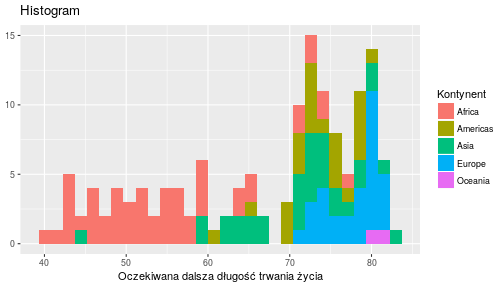 Histogram
15
10
5
0
40
50
60
70
80
Oczekiwana dalsza długość trwania życia
Kontynent
Africa
Americas
Asia
Europe
Oceania